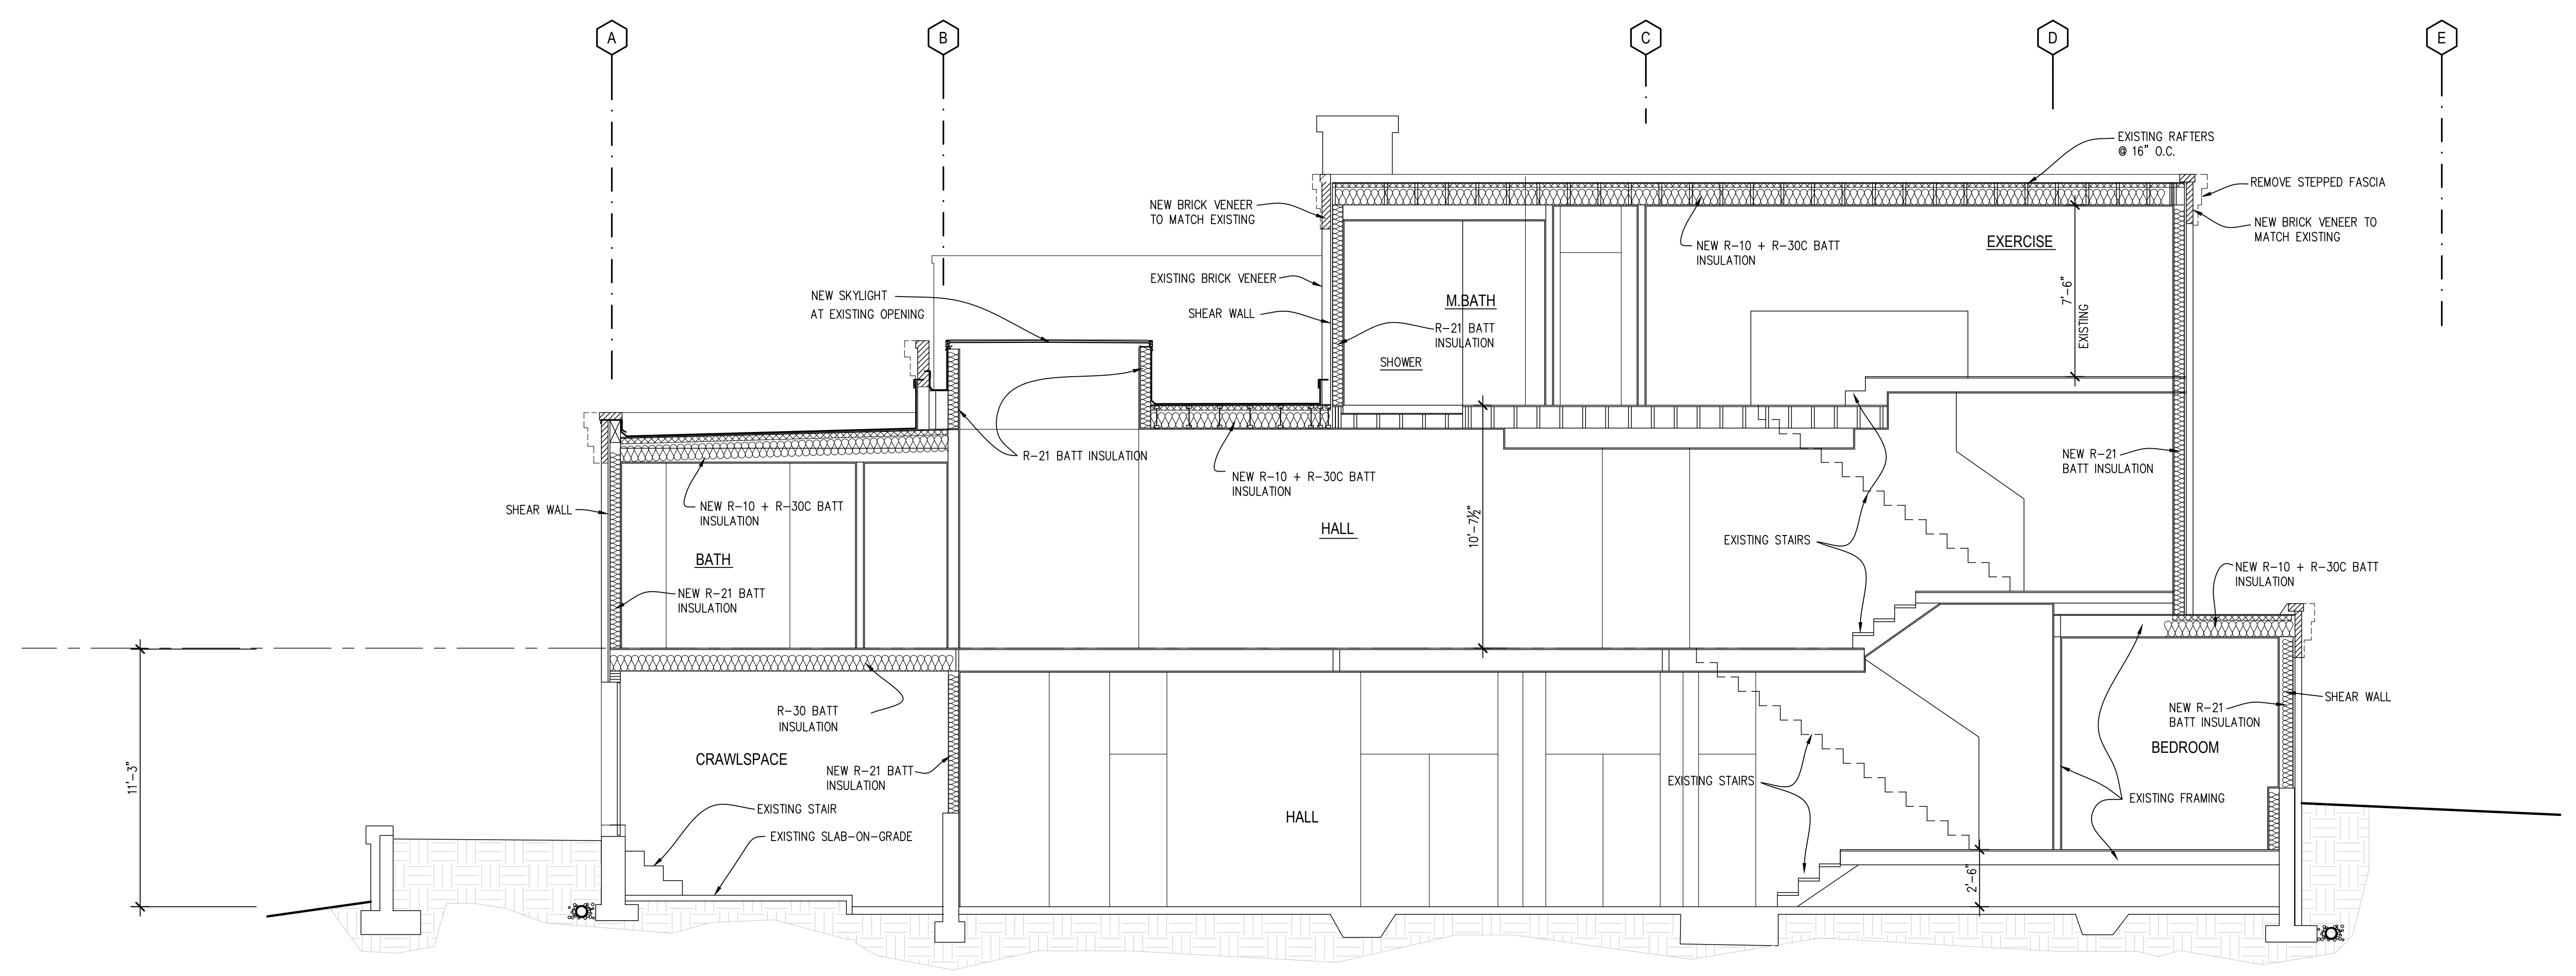 A
B
C
D
E
EXISTING RAFTERS
@ 16" O.C.
REMOVE STEPPED FASCIA
NEW BRICK VENEER
TO MATCH EXISTING
NEW BRICK VENEER TO
MATCH EXISTING
NEW R-10 + R-30C BATT
INSULATION
EXERCISE
EXISTING BRICK VENEER
SHEAR WALL
7'-6"
EXISTING
NEW SKYLIGHT
AT EXISTING OPENING
M.BATH
R-21 BATT
INSULATION
SHOWER
R-21 BATT INSULATION
NEW R-10 + R-30C BATT
INSULATION
NEW R-21
BATT INSULATION
SHEAR WALL
NEW R-10 + R-30C BATT
INSULATION
HALL
10'-7½"
EXISTING STAIRS
BATH
NEW R-21 BATT
INSULATION
NEW R-10 + R-30C BATT
INSULATION
SHEAR WALL
NEW R-21
BATT INSULATION
BEDROOM
R-30 BATT
INSULATION
CRAWLSPACE
NEW R-21 BATT
INSULATION
11'-3"
EXISTING STAIRS
EXISTING FRAMING
EXISTING STAIR
HALL
EXISTING SLAB-ON-GRADE
2'-6"